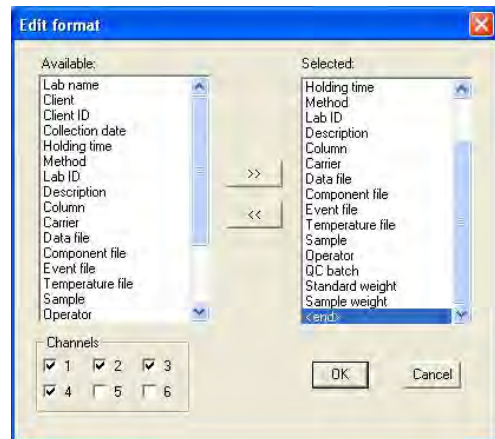 Edit format
Available:
Lab name
Client
Client ID
Collection date
Holding time
Method
Lab ID
Description
Column
Carrier
Data file
Component file
Event file
Temperature file
Sample
Operator
>>
<<
Selected:
Holding time
Method
Lab ID
Description
Column
Carrier
Data file
Component file
Event file
Temperature file
Sample
Operator
QC batch
Standard weight
Sample weight
<end>
Channels
1 2 3
4 5 6
OK Cancel